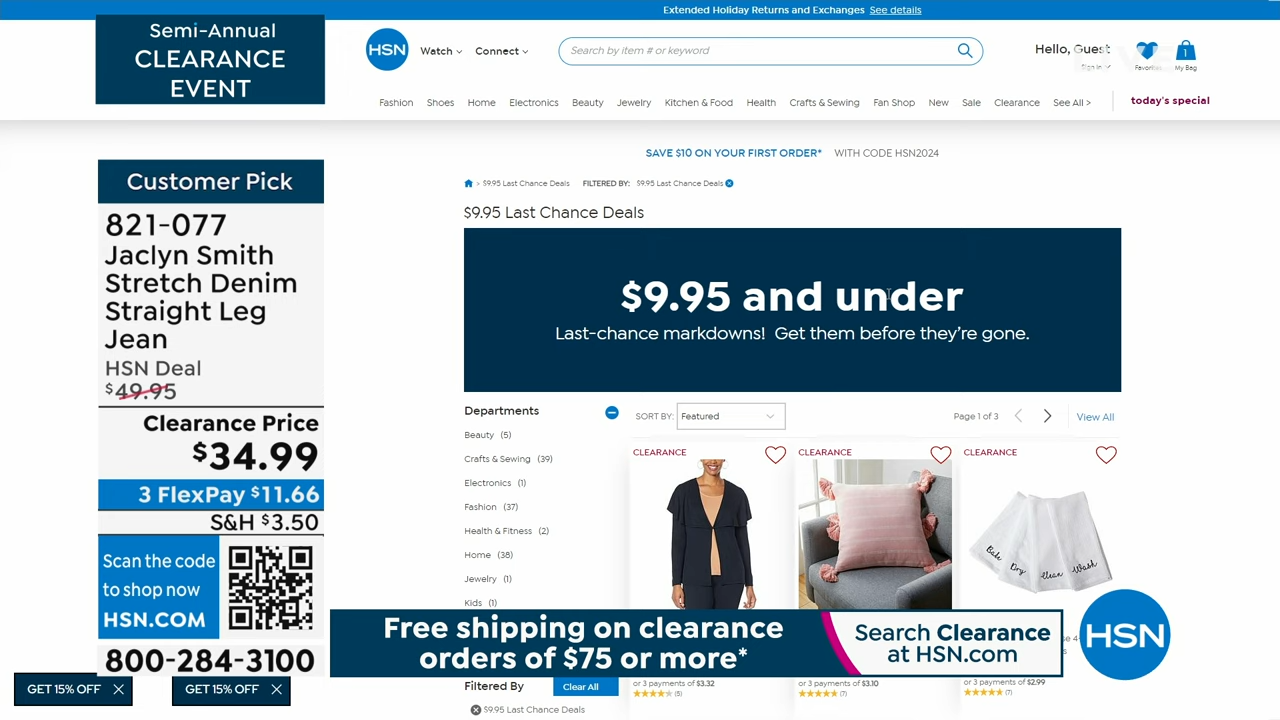 Extended Holiday Returns and Exchanges See details
Semi-Annual
CLEARANCE
EVENT
HSN
Watch
Connect
Search by item # or keyword
Hello, Guest
Sign In
Favorites
1
My Bag
Fashion Shoes Home Electronics Beauty Jewelry Kitchen & Food Health Crafts & Sewing Fan Shop New Sale Clearance See All > today's special
SAVE $10 ON YOUR FIRST ORDER* WITH CODE HSN2024
> $9.95 Last Chance Deals FILTERED BY: $9.95 Last Chance Deals
$9.95 Last Chance Deals
$9.95 and under
Last-chance markdowns! Get them before they're gone.
Customer Pick
821-077
Jaclyn Smith
Stretch Denim
Straight Leg
Jean
HSN Deal
$49.95
Clearance Price
$34.99
3 FlexPay $11.66
S&H $3.50
Scan the code
to shop now
HSN.COM
800-284-3100
GET 15% OFF
GET 15% OFF
Departments
Beauty (5)
Crafts & Sewing (39)
Electronics (1)
Fashion (37)
Health & Fitness (2)
Home (38)
Jewelry (1)
Kids (1)
SORT BY: Featured
Page 1 of 3
View All
CLEARANCE
CLEARANCE
CLEARANCE
Bake
Dry
Clean
Wash
Free shipping on clearance
orders of $75 or more*
Search Clearance
at HSN.com
HSN
Filtered By
Clear All
$9.95 Last Chance Deals
or 3 payments of $3.32
(5)
or 3 payments of $3.10
(7)
or 3 payments of $2.99
(7)